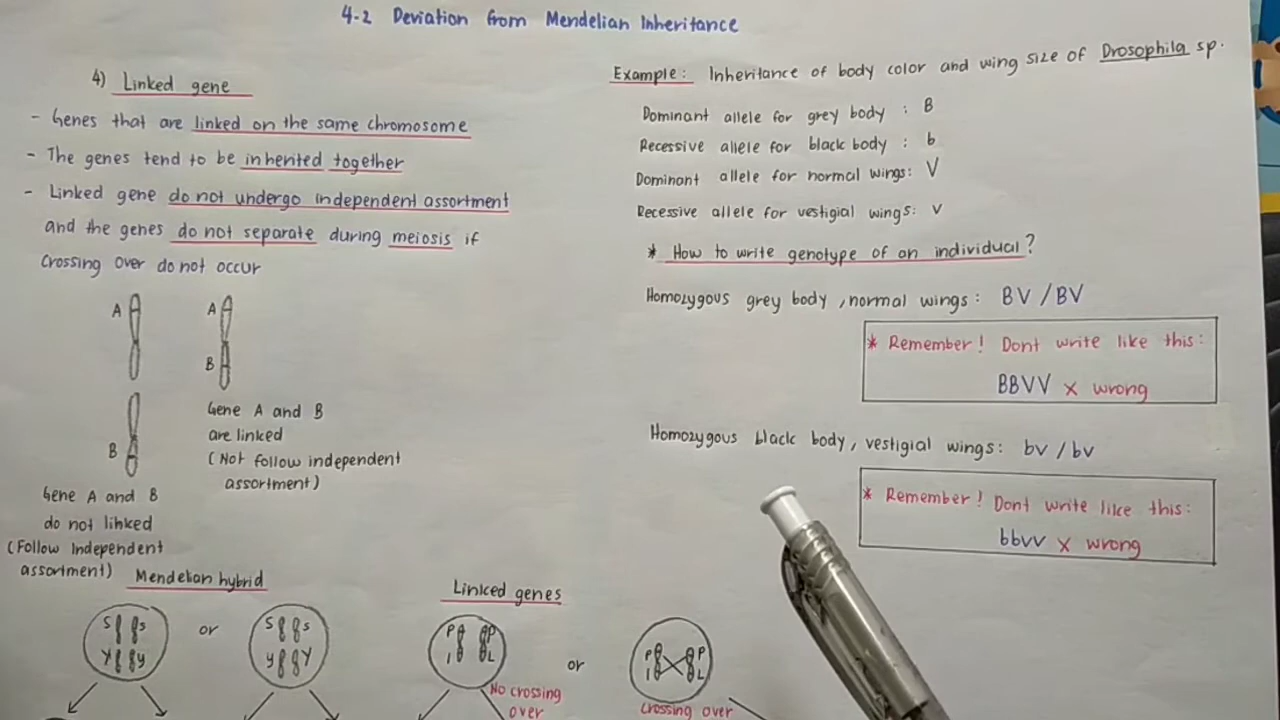 4-2 Deviation from Mendelian Inheritance
4) Linked gene
- Genes that are linked on the same chromosome
- The genes tend to be inherited together
- Linked gene do not undergo independent assortment
and the genes do not separate during meiosis if
crossing over do not occur
A
B
Gene A and B
do not linked
(Follow Independent
assortment)
A
B
Gene A and B
are linked
(Not follow independent
assortment)
Mendelian hybrid
S s
Y y
or
S s
y Y
Linked genes
P P
l L
No crossing
over
or
P P
l L
crossing over
Example: Inheritance of body color and wing size of Drosophila sp.
Dominant allele for grey body : B
Recessive allele for black body : b
Dominant allele for normal wings: V
Recessive allele for vestigial wings: v
* How to write genotype of an individual?
Homozygous grey body, normal wings: BV / BV
* Remember! Dont write like this:
BBVV x wrong
Homozygous black body, vestigial wings: bv / bv
* Remember! Dont write like this:
bbvv x wrong